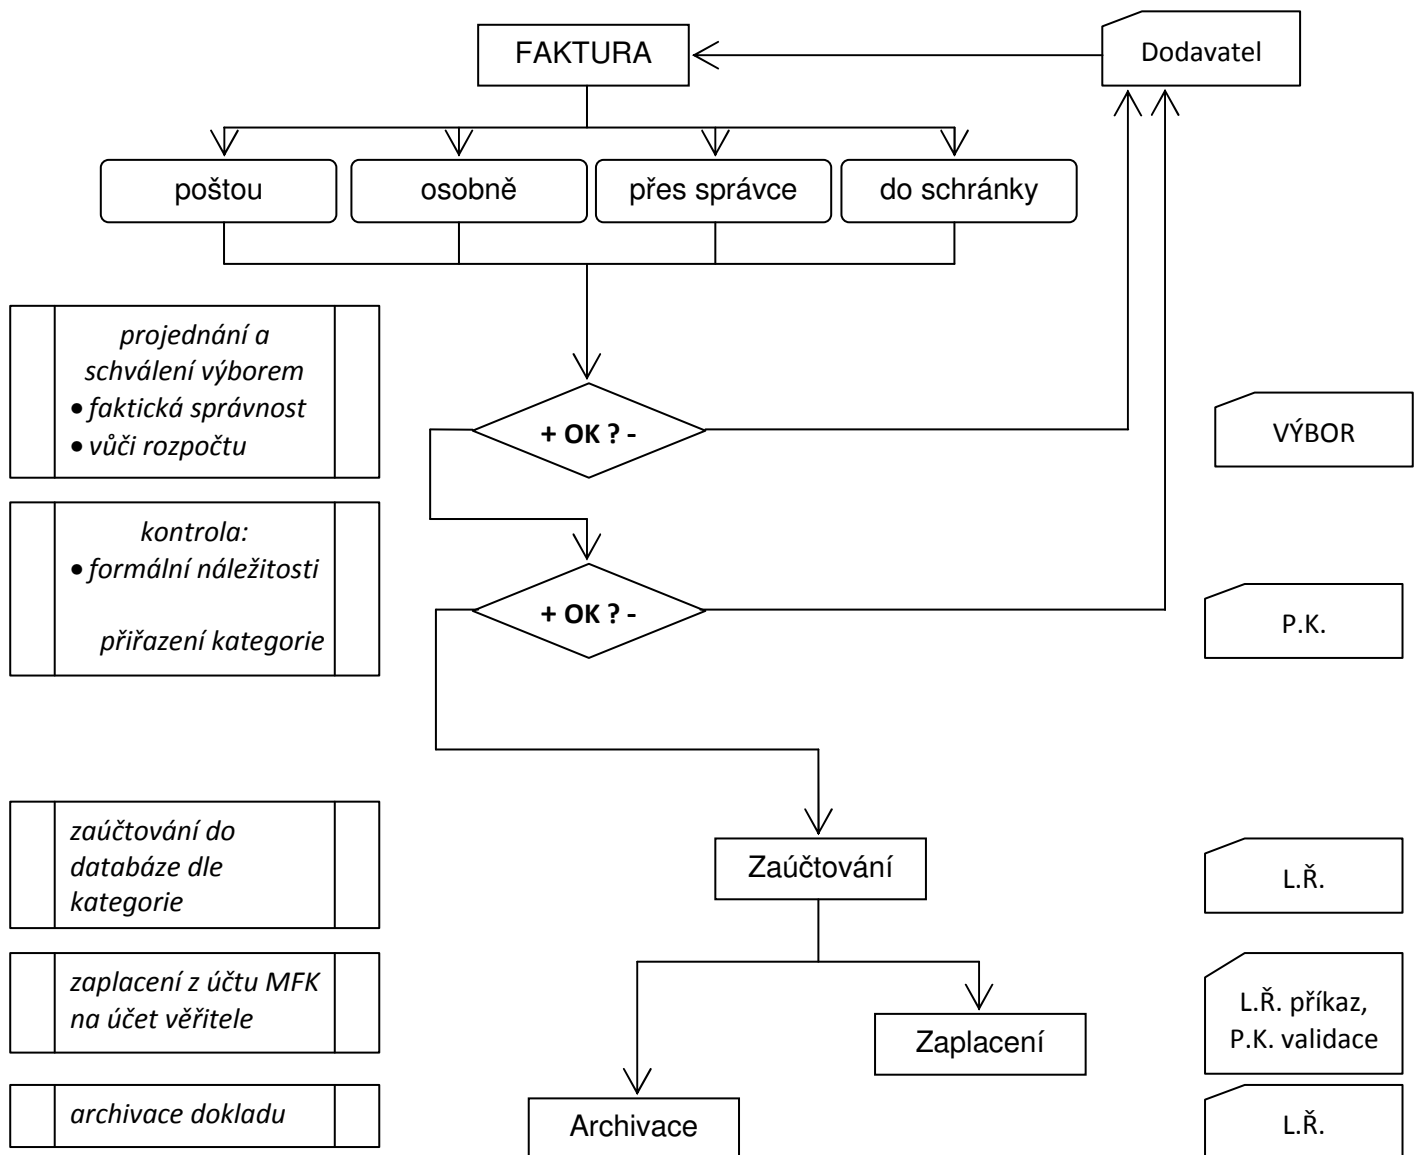 FAKTURA
Dodavatel
poštou
osobně
přes správce
do schránky
projednání a
schválení výborem
• faktická správnost
• vůči rozpočtu
+ OK ? -
VÝBOR
kontrola:
• formální náležitosti
přiřazení kategorie
+ OK ? -
P.K.
zaúčtování do
databáze dle
kategorie
Zaúčtování
L.Ř.
zaplacení z účtu MFK
na účet věřitele
Zaplacení
L.Ř. příkaz,
P.K. validace
archivace dokladu
Archivace
L.Ř.